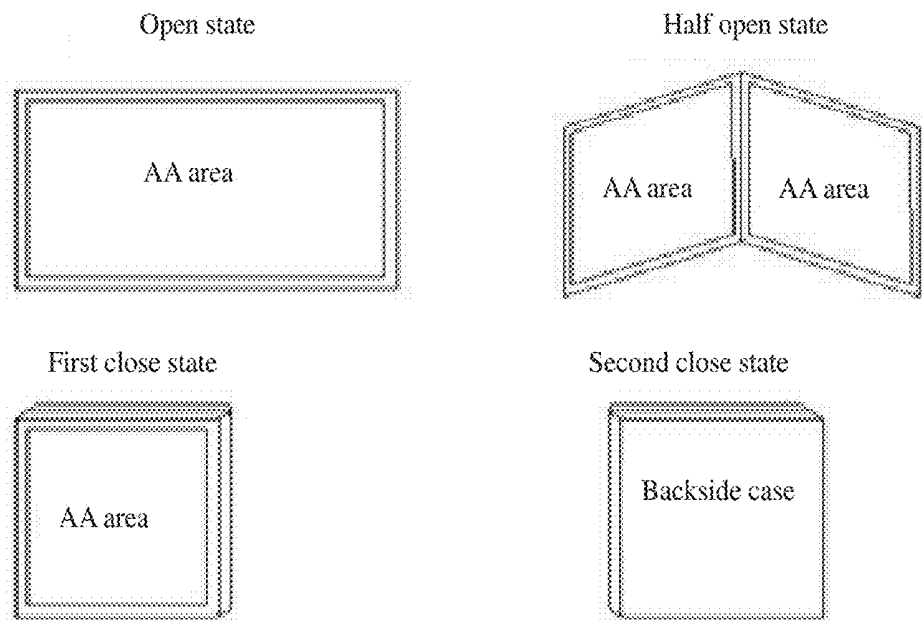 Open state
Half open state
AA area
AA area
AA area
First close state
Second close state
AA area
Backside case